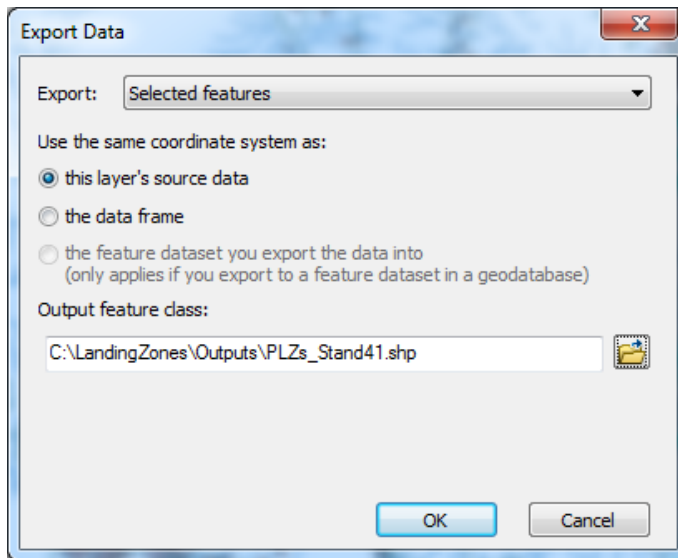 Export Data
Export: Selected features
Use the same coordinate system as:
this layer's source data
the data frame
the feature dataset you export the data into
(only applies if you export to a feature dataset in a geodatabase)
Output feature class:
C:\LandingZones\Outputs\PLZs_Stand41.shp
OK Cancel